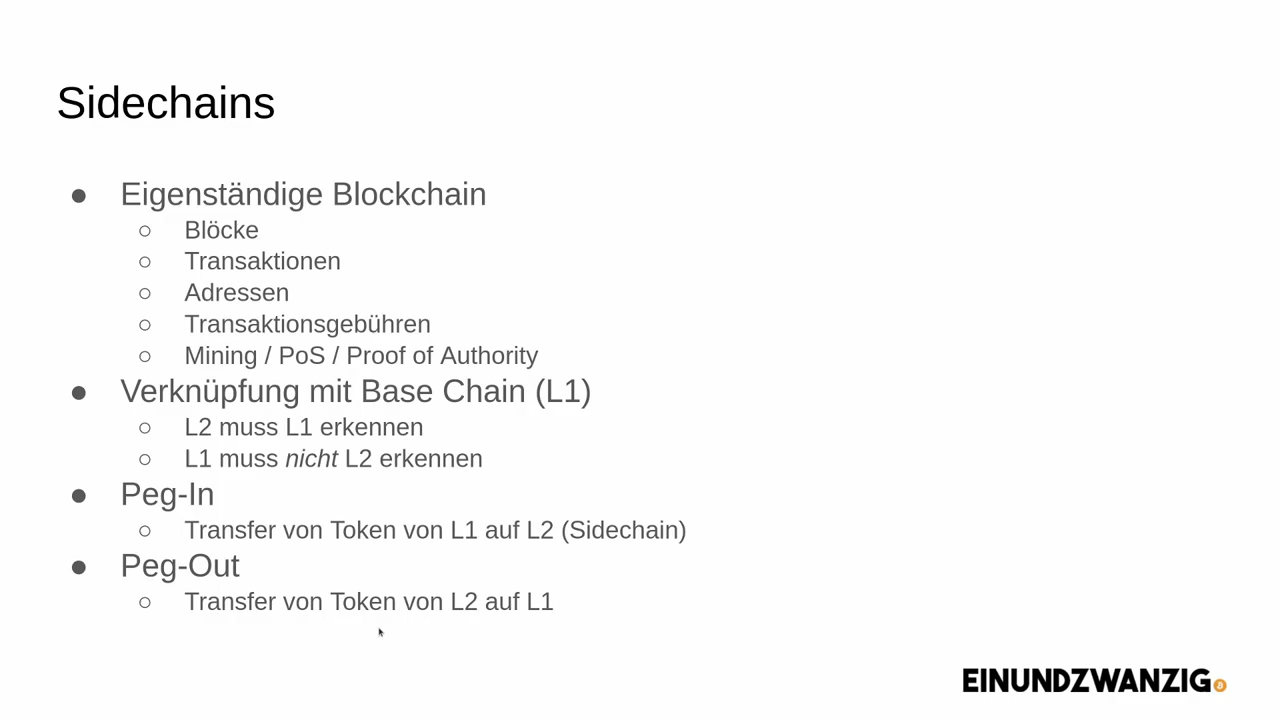 Sidechains
● Eigenständige Blockchain
○ Blöcke
○ Transaktionen
○ Adressen
○ Transaktionsgebühren
○ Mining / PoS / Proof of Authority
● Verknüpfung mit Base Chain (L1)
○ L2 muss L1 erkennen
○ L1 muss nicht L2 erkennen
● Peg-In
○ Transfer von Token von L1 auf L2 (Sidechain)
● Peg-Out
○ Transfer von Token von L2 auf L1
EINUNDZWANZIG